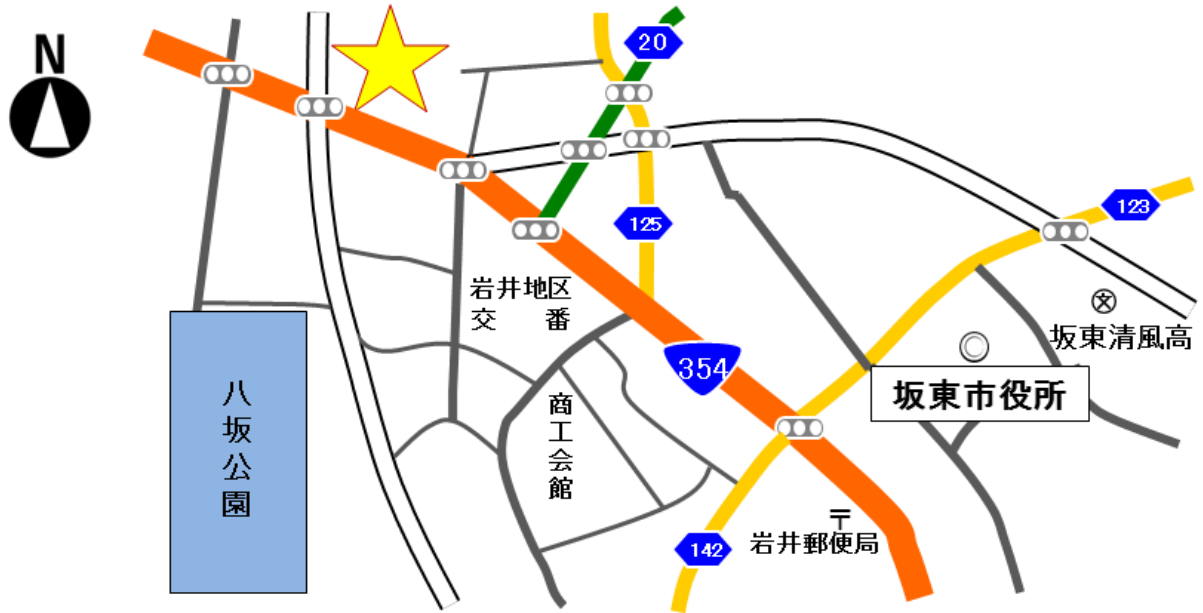 N
20
125
123
岩井地区
交番
354
坂東清風高
坂東市役所
八坂公園
商工会館
142
〒
岩井郵便局